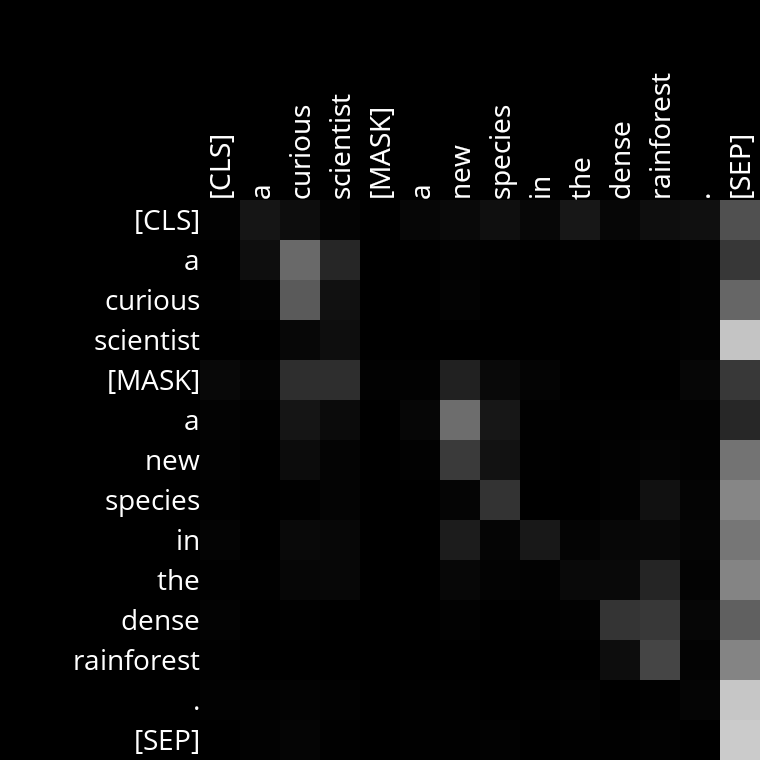 [CLS]
a
curious
scientist
[MASK]
a
new
species
in
the
dense
rainforest
.
[SEP]
[CLS]
a
curious
scientist
[MASK]
a
new
species
in
the
dense
rainforest
.
[SEP]